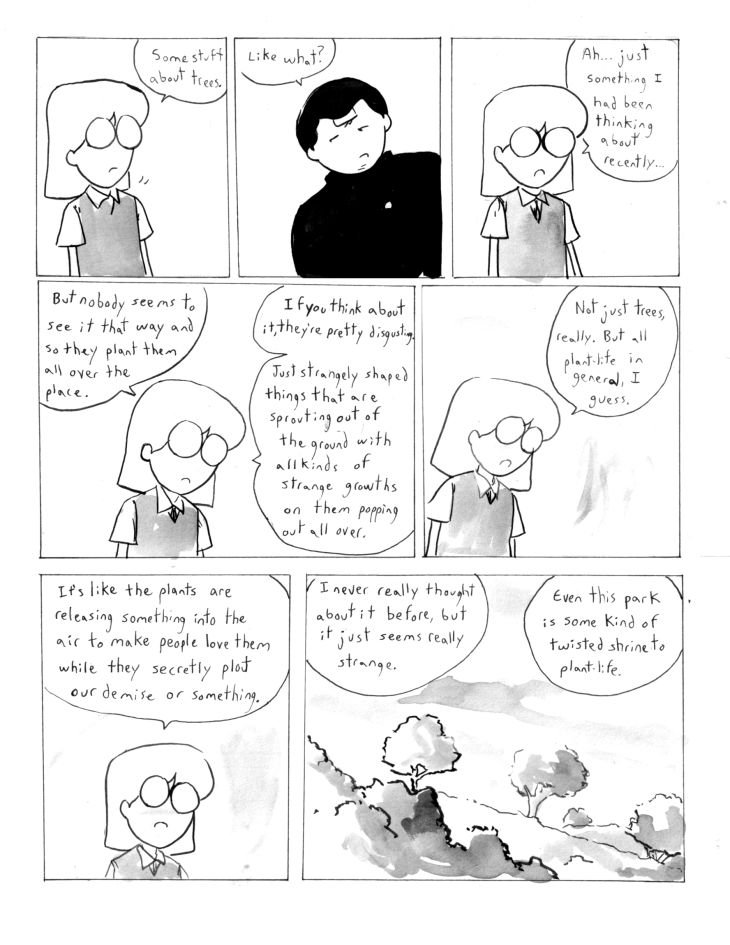 Some stuff
about trees.
Like what?
Ah... just
something I
had been
thinking
about
recently...
But nobody seems to
see it that way and
so they plant them
all over the
place.
If you think about
it, they're pretty disgusting.
Just strangely shaped
things that are
sprouting out of
the ground with
all kinds of
strange growths
on them popping
out all over.
Not just trees,
really. But all
plant-life in
general, I
guess.
It's like the plants are
releasing something into the
air to make people love them
while they secretly plot
our demise or something.
I never really thought
about it before, but
it just seems really
strange.
Even this park
is some kind of
twisted shrine to
plant-life.